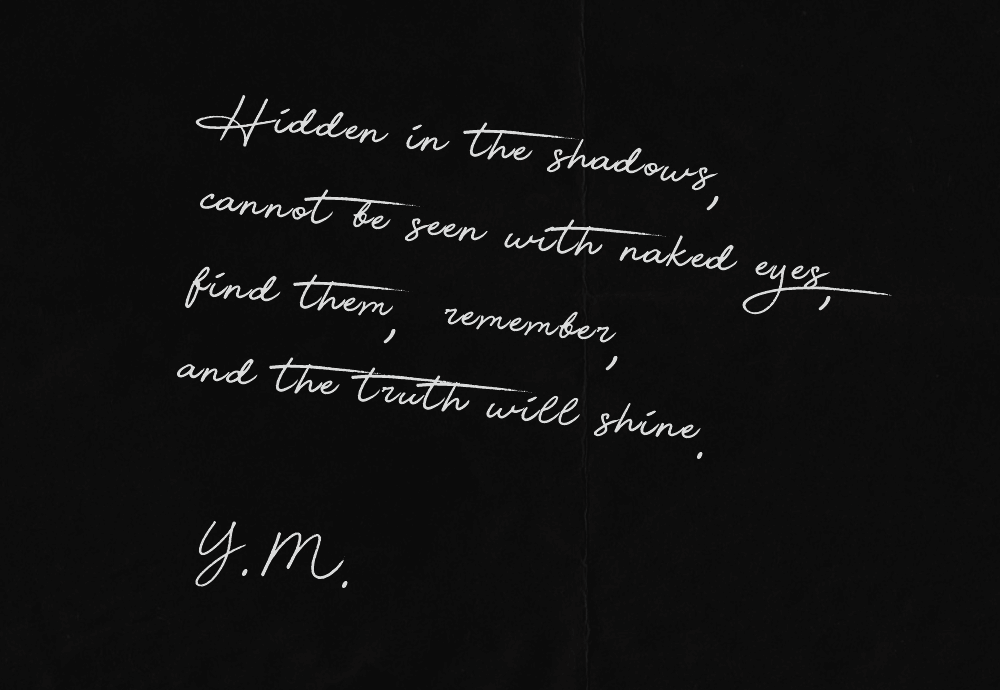 Hidden in the shadows,
cannot be seen with naked eyes,
find them, remember,
and the truth will shine.
Y.M.